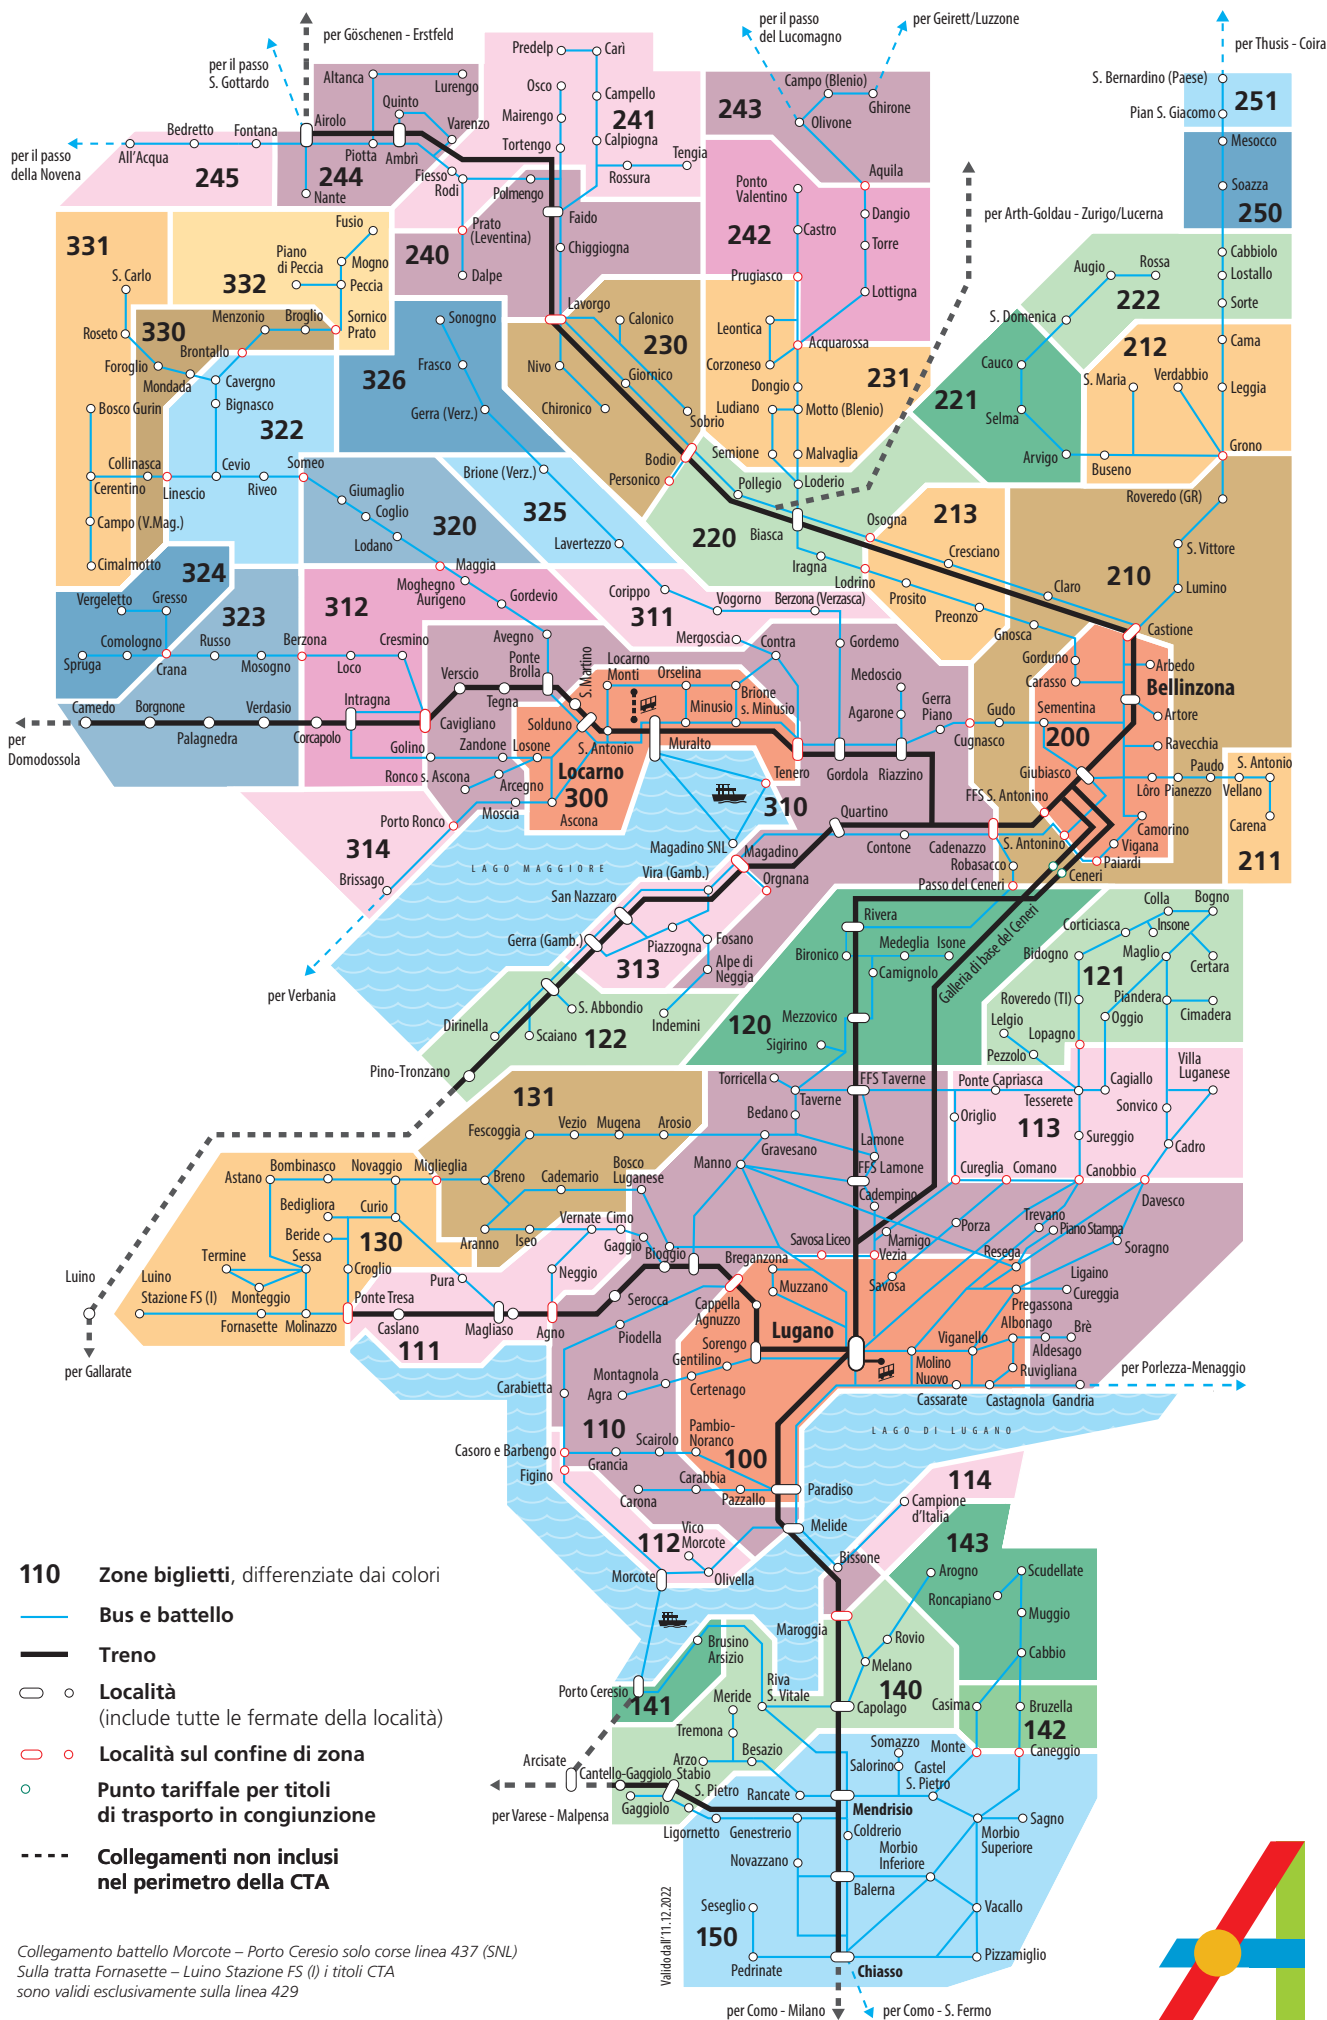 per Göschenen - Erstfeld
per il passo
S. Gottardo
per il passo
della Novena
per il passo
del Lucomagno
per Geirett/Luzzone
per Thusis - Coira
per Arth-Goldau - Zurigo/Lucerna
Altanca
Lurengo
Quinto
Varenzo
Airolo
Bedretto
Fontana
All'Acqua
Piotta
Ambrì
245
244
Nante
Fiesso
Rodi
Predelp
Carì
Osco
Campello
Mairengo
241
Tortengo
Calpiogna
Tengia
Rossura
Polmengo
Faido
Prato
(Leventina)
Chiggiogna
240
Dalpe
Lavorgo
243
Campo (Blenio)
Ghirone
Olivone
Aquila
Ponto
Valentino
Dangio
242
Castro
Torre
Prugiasco
Lottigna
Leontica
Acquarossa
Corzoneso
Dongio
231
Ludiano
Motto (Blenio)
Semione
Malvaglia
Loderio
S. Bernardino (Paese)
251
Pian S. Giacomo
Mesocco
Soazza
250
Cabbiolo
Lostallo
Sorte
Cama
Leggia
Grono
Augio
Rossa
222
S. Domenica
Cauco
221
Selma
Arvigo
212
S. Maria
Verdabbio
Buseno
Roveredo (GR)
S. Vittore
Lumino
210
331
S. Carlo
Roseto
330
Foroglio
Mondada
Bosco Gurin
Collinasca
Cerentino
Linescio
Campo (V.Mag.)
Cimalmotto
Fusio
Piano
di Peccia
Mogno
332
Peccia
Menzonio
Broglio
Sornico
Prato
Brontallo
Cavergno
Bignasco
322
Cevio
Riveo
Someo
Sonogno
Frasco
326
Gerra (Verz.)
Brione (Verz.)
325
Lavertezzo
Calonico
230
Nivo
Giornico
Chironico
Sobrio
Bodio
Personico
Pollegio
220
Biasca
Iragna
Osogna
213
Cresciano
Lodrino
Prosito
Preonzo
Claro
Gnosca
Castione
Giumaglio
Coglio
320
Lodano
Maggia
Moghegno
Aurigeno
Gordevio
324
Vergeletto
Gresso
Comologno
Spruga
Crana
323
Russo
Mosogno
Berzona
312
Loco
Cresmino
Intragna
Camedo
Borgnone
Verdasio
Palagnedra
Corcapolo
per
Domodossola
Cavigliano
Golino
Verscio
Tegna
Avegno
Ponte
Brolla
S. Martino
Solduno
Zandone
Losone
Ronco s. Ascona
Arcegno
Porto Ronco
Moscia
314
Brissago
per Verbania
Corippo
Vogorno
Berzona (Verzasca)
311
Mergoscia
Contra
Gordemo
Locarno
Monti
Orselina
Brione
s. Minusio
Minusio
S. Antonio
Muralto
Locarno
300
Ascona
Tenero
310
Magadino SNL
Medoscio
Agarone
Gerra
Piano
Cugnasco
Gordola
Riazzino
Gudo
Sementina
Gorduno
Carasso
Arbedo
Bellinzona
Artore
200
Ravecchia
Giubiasco
Paudo
S. Antonio
Lôro
Pianezzo
Vellano
Carena
211
FFS S. Antonino
Camorino
Vigana
S. Antonino
Paiardi
Ceneri
Quartino
Contone
Cadenazzo
Robasacco
Passo del Ceneri
Magadino
Orgnana
LAGO MAGGIORE
Vira (Gamb.)
San Nazzaro
Gerra (Gamb.)
Piazzogna
Fosano
313
Alpe di
Neggia
Indemini
S. Abbondio
Dirinella
Scaiano
122
Pino-Tronzano
Rivera
Bironico
Medeglia
Isone
Camignolo
Galleria di base del Ceneri
120
Mezzovico
Sigirino
Colla
Bogno
Corticiasca
Insone
Bidogno
Maglio
121
Certara
Roveredo (TI)
Piandera
Lelgio
Oggio
Cimadera
Lopagno
Pezzolo
Villa
Luganese
Ponte Capriasca
Cagiallo
Tesserete
Sonvico
Origlio
113
Sureggio
Cadro
Cureglia
Comano
Canobbio
Davesco
Torricella
FFS Taverne
Taverne
Bedano
Gravesano
Lamone
Manno
FFS Lamone
Cadempino
131
Fescoggia
Vezio
Mugena
Arosio
Breno
Cademario
Bosco
Luganese
Aranno
Iseo
Vernate
Cimo
Gaggio
Bioggio
Astano
Bombinasco
Novaggio
Miglieglia
Bedigliora
Curio
Beride
130
Termine
Sessa
Croglio
Pura
Luino
Luino
Stazione FS (I)
Monteggio
Fornasette
Molinazzo
Ponte Tresa
Caslano
Magliaso
111
Neggio
Agno
per Gallarate
Serocca
Piodella
Cappella
Agnuzzo
Breganzona
Muzzano
Savosa Liceo
Vezia
Savosa
Mamigo
Porza
Trevano
Piano Stampa
Soragno
Resega
Ligaino
Cureggia
Pregassona
Albonago
Brè
Viganello
Aldesago
Molino
Nuovo
Ruvigliana
Cassarate
Castagnola
Gandria
per Porlezza-Menaggio
Lugano
Sorengo
Gentilino
Montagnola
Agra
Certenago
Carabietta
110
Pambio-
Noranco
100
Scairolo
Casoro e Barbengo
Grancia
Figino
Carabbia
Carona
Pazzallo
Paradiso
LAGO DI LUGANO
112
Vico
Morcote
Melide
Morcote
Olivella
Bissone
114
Campione
d'Italia
143
Arogno
Scudellate
Roncapiano
Muggio
Rovio
Cabbio
Maroggia
Melano
140
Capolago
Casima
Bruzella
142
Monte
Caneggio
Brusino
Arsizio
Porto Ceresio
141
Riva
S. Vitale
Meride
Tremona
Arzo
Besazio
Arcisate
Cantello-Gaggiolo
Stabio
S. Pietro
per Varese - Malpensa
Gaggiolo
Rancate
Ligornetto
Genestrerio
Somazzo
Salorino
Castel
S. Pietro
Mendrisio
Coldrerio
Morbio
Inferiore
Morbio
Superiore
Sagno
Novazzano
Balerna
Seseglio
Vacallo
150
Pedrinate
Chiasso
Pizzamiglio
per Como - Milano
per Como - S. Fermo
Valido dall'11.12.2022
110 Zone biglietti, differenziate dai colori
Bus e battello
Treno
Località
(include tutte le fermate della località)
Località sul confine di zona
Punto tariffale per titoli
di trasporto in congiunzione
Collegamenti non inclusi
nel perimetro della CTA
Collegamento battello Morcote – Porto Ceresio solo corse linea 437 (SNL)
Sulla tratta Fornasette – Luino Stazione FS (I) i titoli CTA
sono validi esclusivamente sulla linea 429